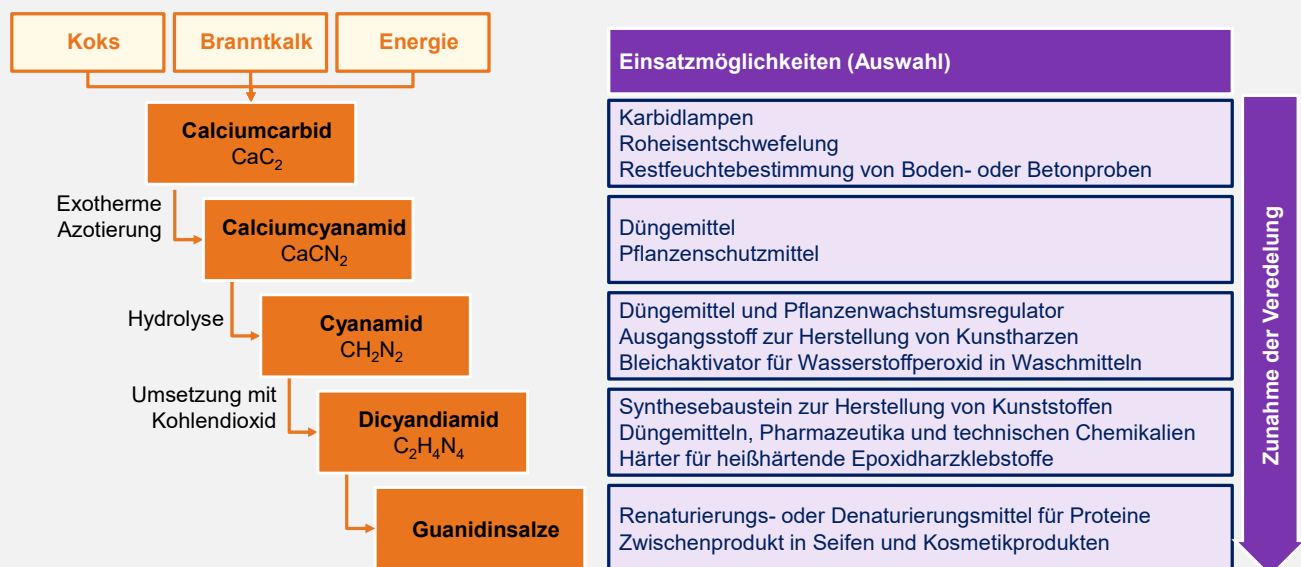 Koks
Branntkalk
Energie
Einsatzmöglichkeiten (Auswahl)
Calciumcarbid
CaC₂
Karbidlampen
Roheisentschwefelung
Restfeuchtebestimmung von Boden- oder Betonproben
Exotherme
Azotierung
Calciumcyanamid
CaCN₂
Düngemittel
Pflanzenschutzmittel
Hydrolyse
Cyanamid
CH₂N₂
Düngemittel und Pflanzenwachstumsregulator
Ausgangsstoff zur Herstellung von Kunstharzen
Bleichaktivator für Wasserstoffperoxid in Waschmitteln
Umsetzung mit
Kohlendioxid
Dicyandiamid
C₂H₄N₄
Synthesebaustein zur Herstellung von Kunststoffen
Düngemitteln, Pharmazeutika und technischen Chemikalien
Härter für heißhärtende Epoxidharzklebstoffe
Guanidinsalze
Renaturierungs- oder Denaturierungsmittel für Proteine
Zwischenprodukt in Seifen und Kosmetikprodukten
Zunahme der Veredelung